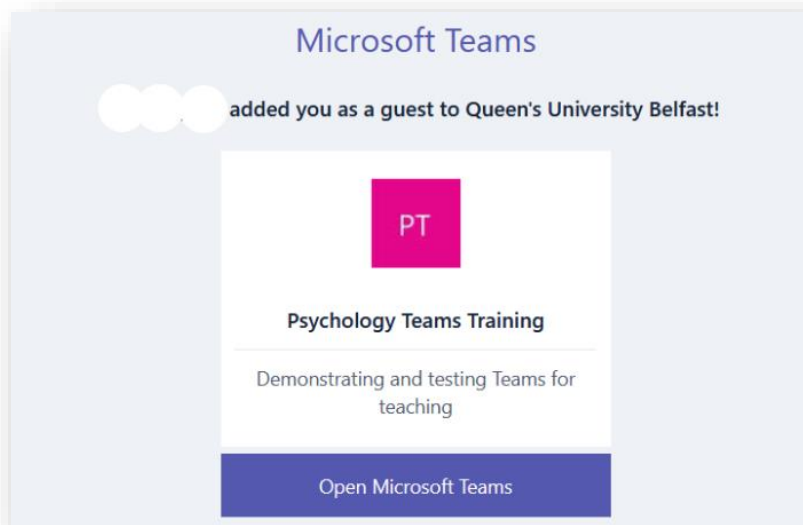 Microsoft Teams
added you as a guest to Queen's University Belfast!
PT
Psychology Teams Training
Demonstrating and testing Teams for
teaching
Open Microsoft Teams